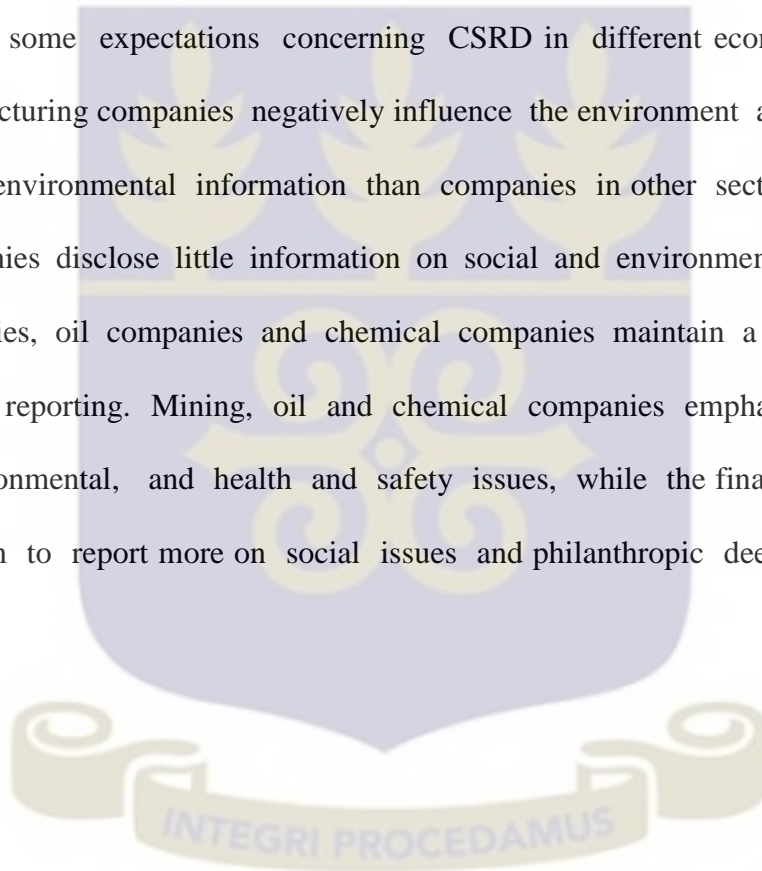 some expectations concerning CSRD in different econ
cturing companies negatively influence the environment a
environmental information than companies in other sect
nies disclose little information on social and environmen
ies, oil companies and chemical companies maintain a
reporting. Mining, oil and chemical companies empha
onmental, and health and safety issues, while the fina
n to report more on social issues and philanthropic dee
INTEGRI PROCEDAMUS